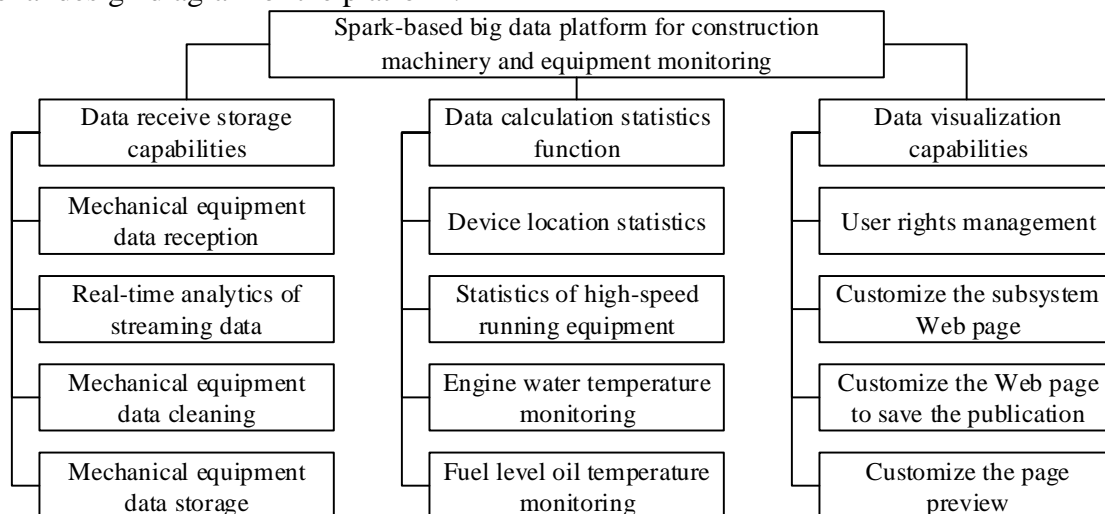 Spark-based big data platform for construction
machinery and equipment monitoring
Data receive storage
capabilities
Mechanical equipment
data reception
Real-time analytics of
streaming data
Mechanical equipment
data cleaning
Mechanical equipment
data storage
Data calculation statistics
function
Device location statistics
Statistics of high-speed
running equipment
Engine water temperature
monitoring
Fuel level oil temperature
monitoring
Data visualization
capabilities
User rights management
Customize the subsystem
Web page
Customize the Web page
to save the publication
Customize the page
preview